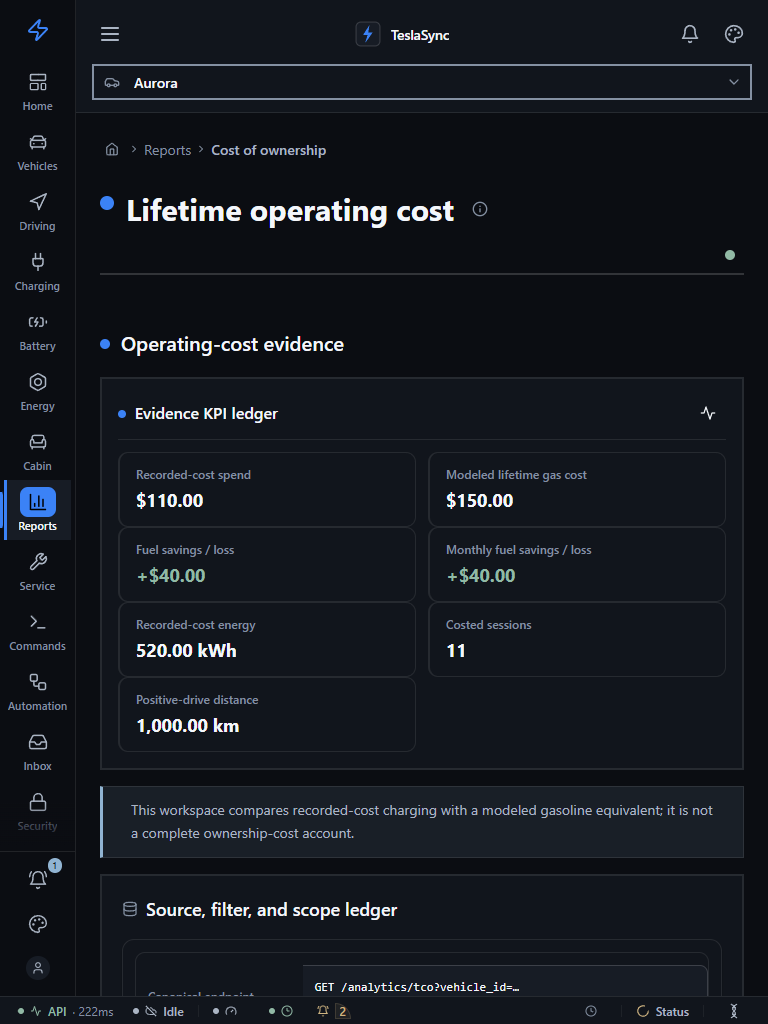 TeslaSync
Aurora
Home
Vehicles
Driving
Charging
Battery
Energy
Cabin
Reports
Service
Commands
Automation
Inbox
Security
1
Reports
Cost of ownership
Lifetime operating cost
Operating-cost evidence
Evidence KPI ledger
Recorded-cost spend
$110.00
Modeled lifetime gas cost
$150.00
Fuel savings / loss
+$40.00
Monthly fuel savings / loss
+$40.00
Recorded-cost energy
520.00 kWh
Costed sessions
11
Positive-drive distance
1,000.00 km
This workspace compares recorded-cost charging with a modeled gasoline equivalent; it is not
a complete ownership-cost account.
Source, filter, and scope ledger
Canonical endpoint
GET /analytics/tco?vehicle_id=…
API · 222ms
Idle
2
Status